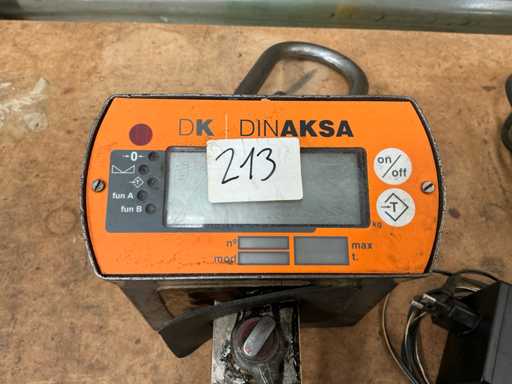 DK DINAKSA
213
→0←
on/off
fun A
fun B
T
kg
nº
max
mod
t.